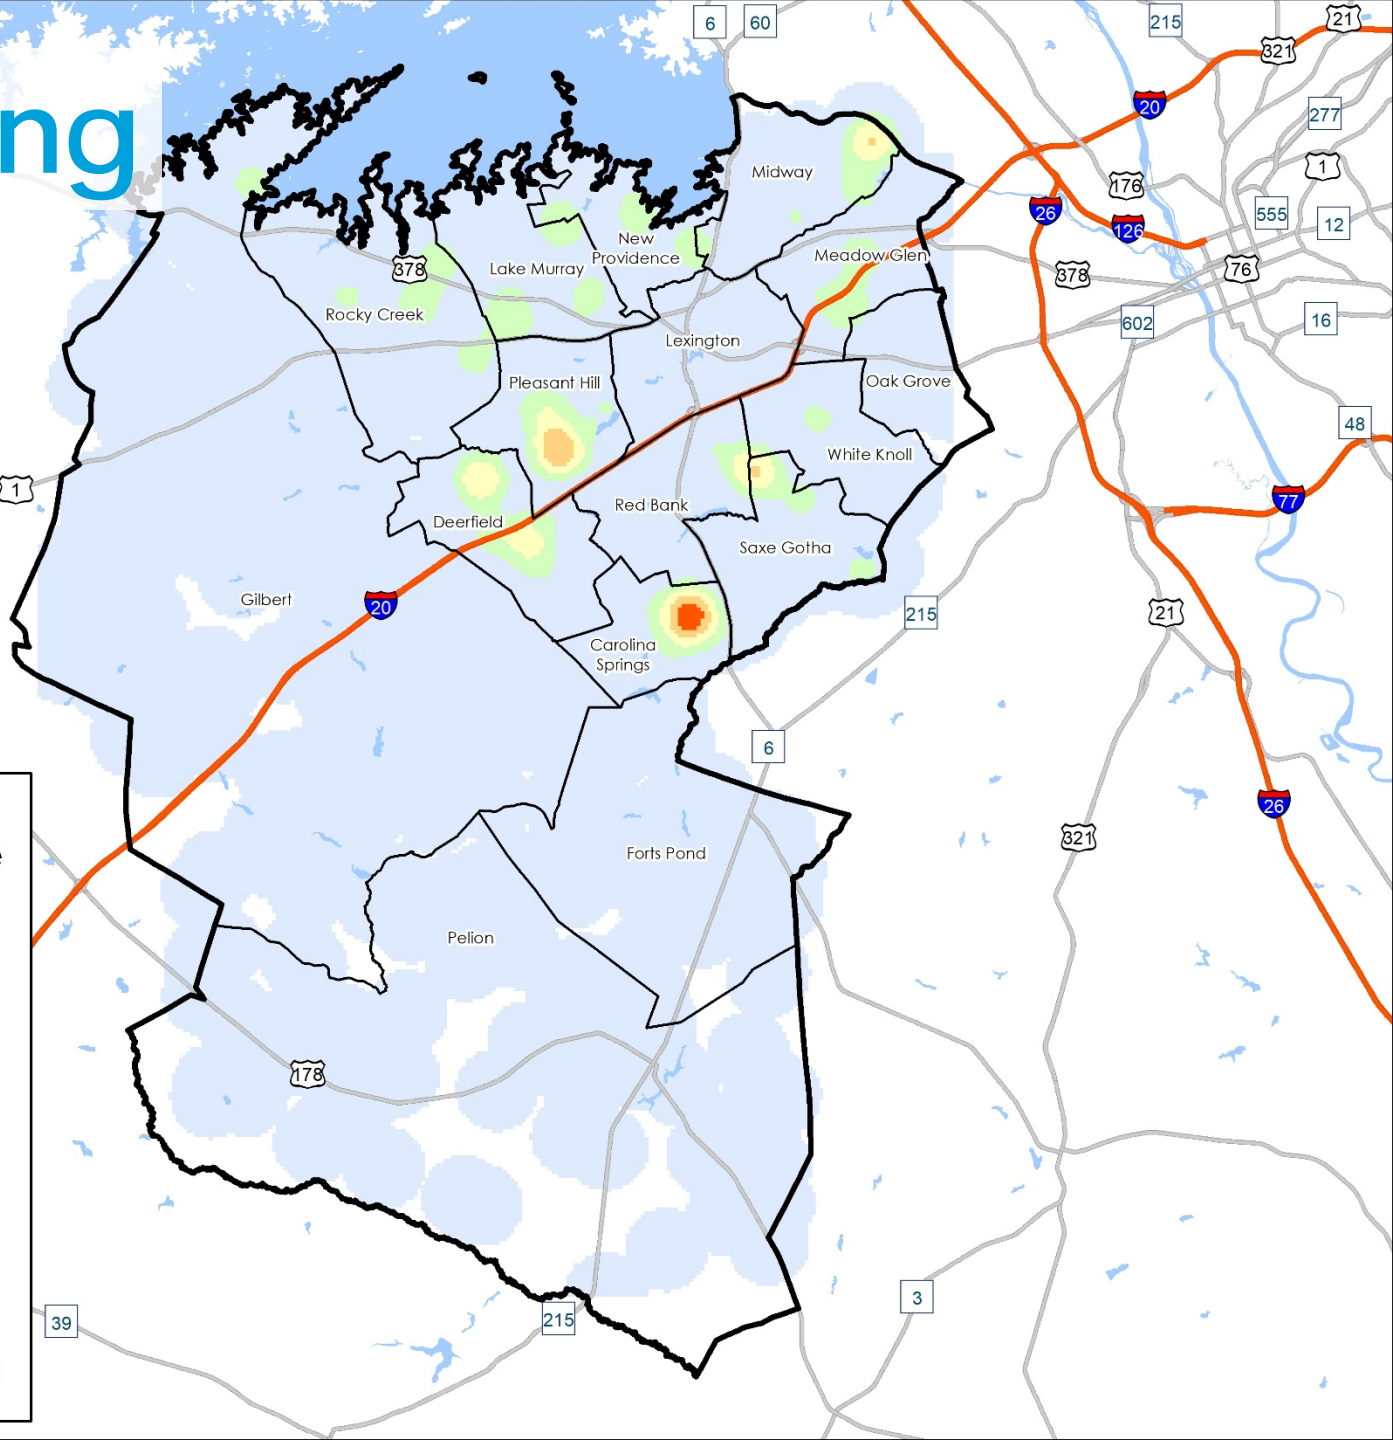 6
60
215
21
321
ng
20
277
1
Midway
176
555
12
26
126
New
Providence
Meadow Glen
Lake Murray
378
378
76
Rocky Creek
602
16
Lexington
Pleasant Hill
Oak Grove
48
White Knoll
1
77
Red Bank
Deerfield
Saxe Gotha
Gilbert
20
215
21
Carolina
Springs
6
26
321
e
Forts Pond
Pelion
178
3
39
215